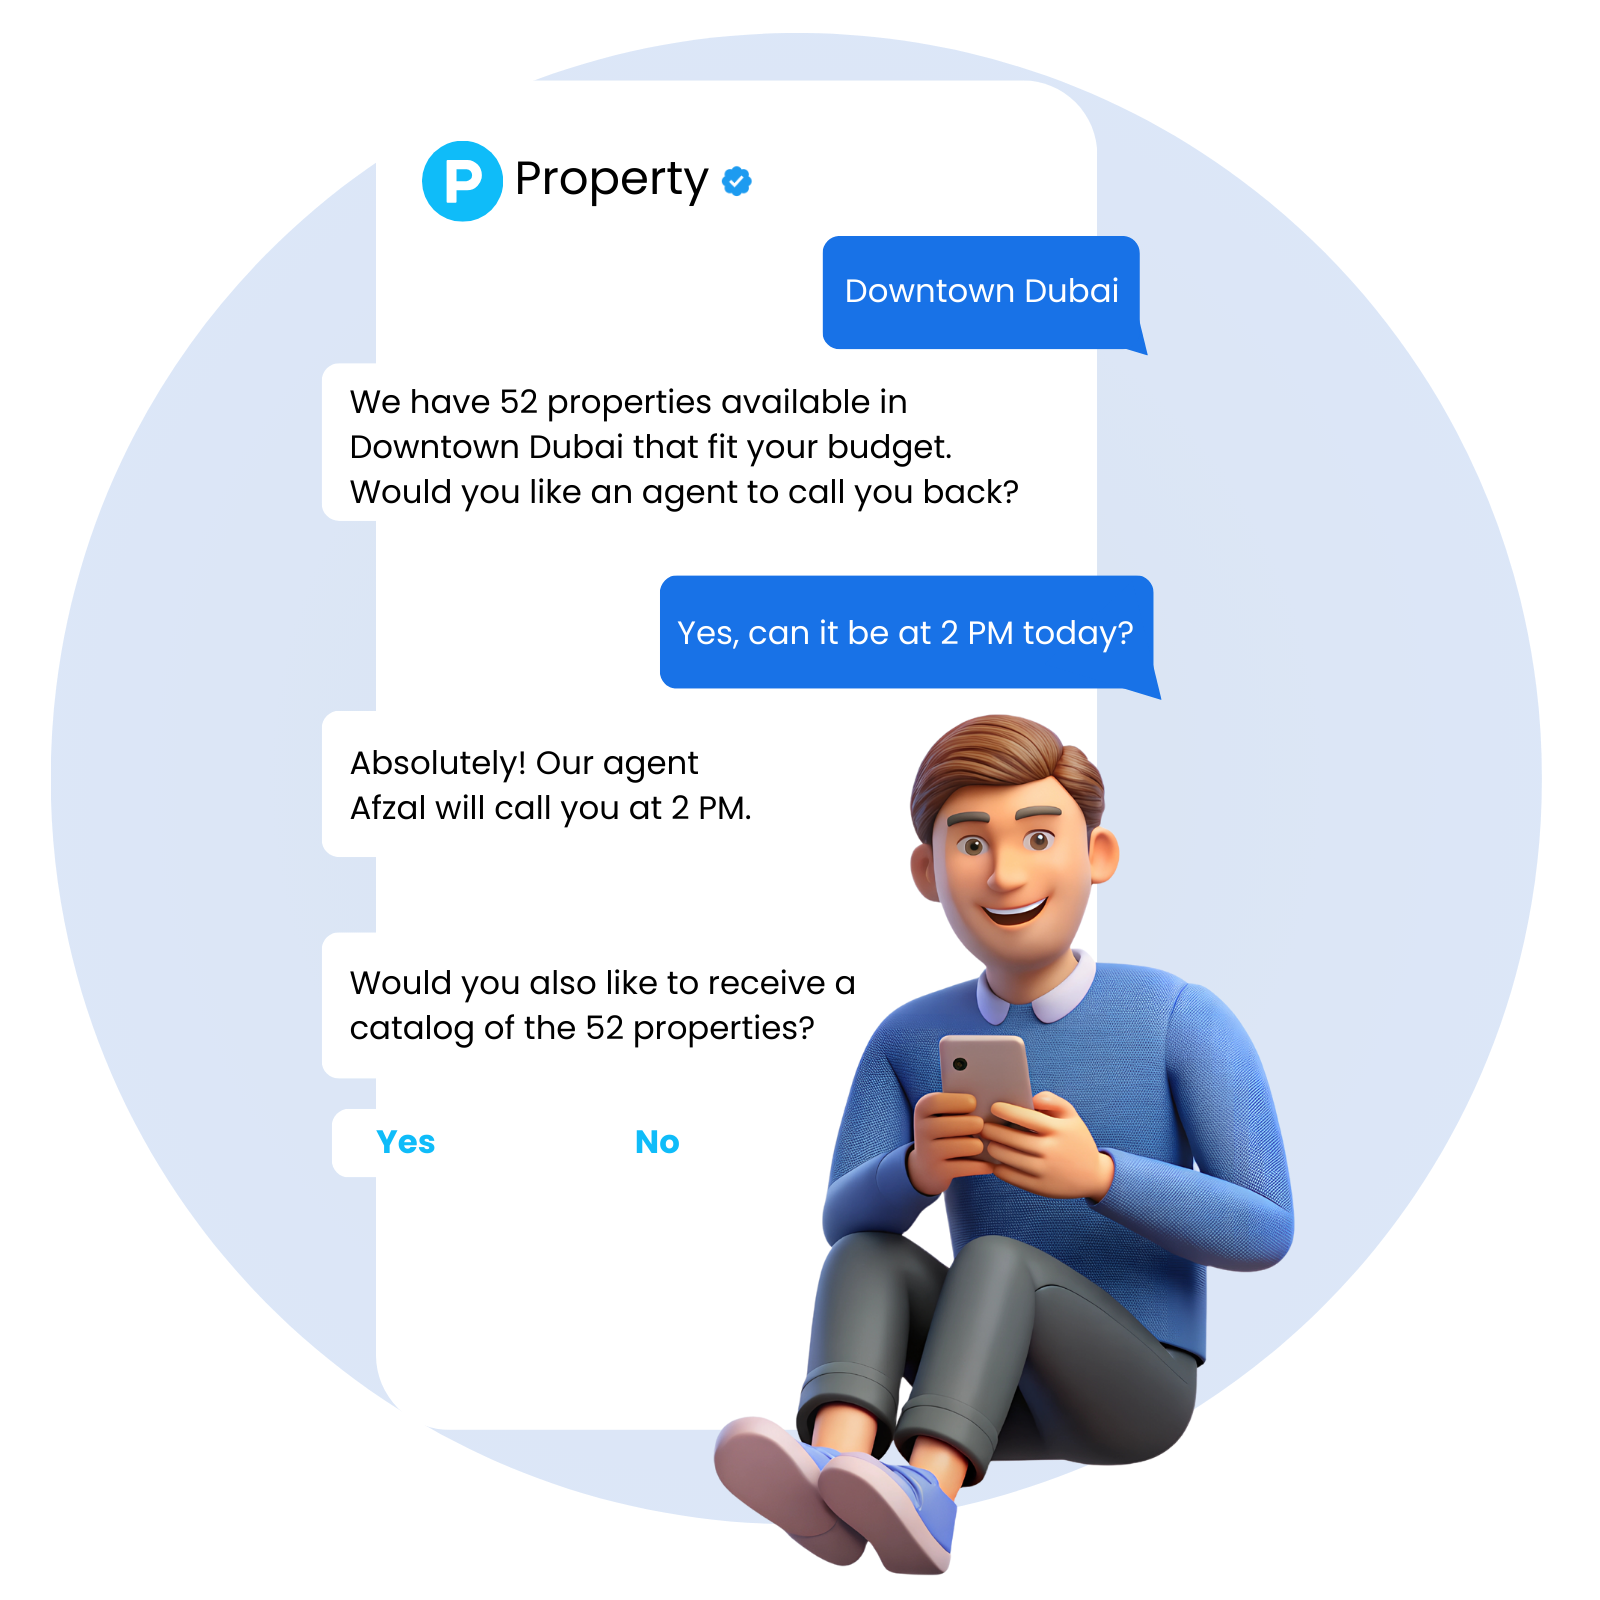 P Property
Downtown Dubai
We have 52 properties available in
Downtown Dubai that fit your budget.
Would you like an agent to call you back?
Yes, can it be at 2 PM today?
Absolutely! Our agent
Afzal will call you at 2 PM.
Would you also like to receive a
catalog of the 52 properties?
Yes No